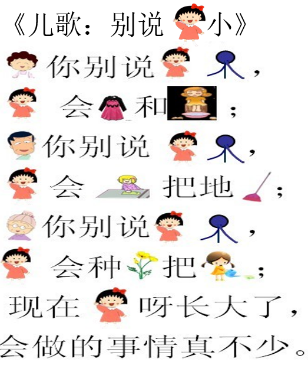 《儿歌：别说小》
你别说，
会和；
你别说，
会把地；
你别说，
会种把；
现在呀长大了，
会做的事情真不少。